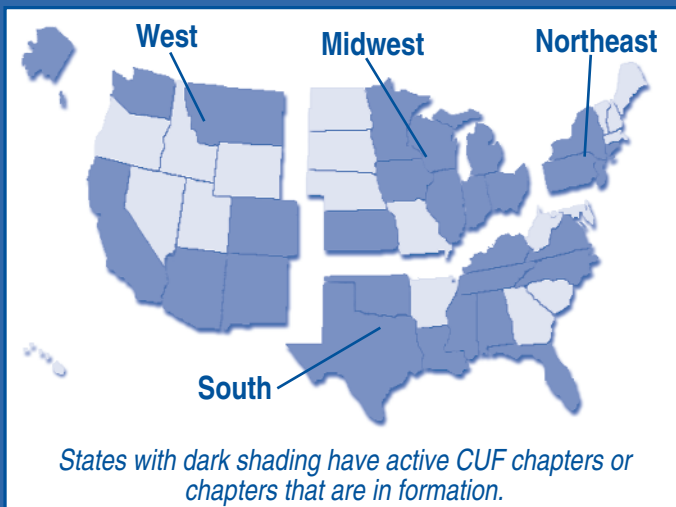 West
Midwest
Northeast
South
States with dark shading have active CUF chapters or
chapters that are in formation.